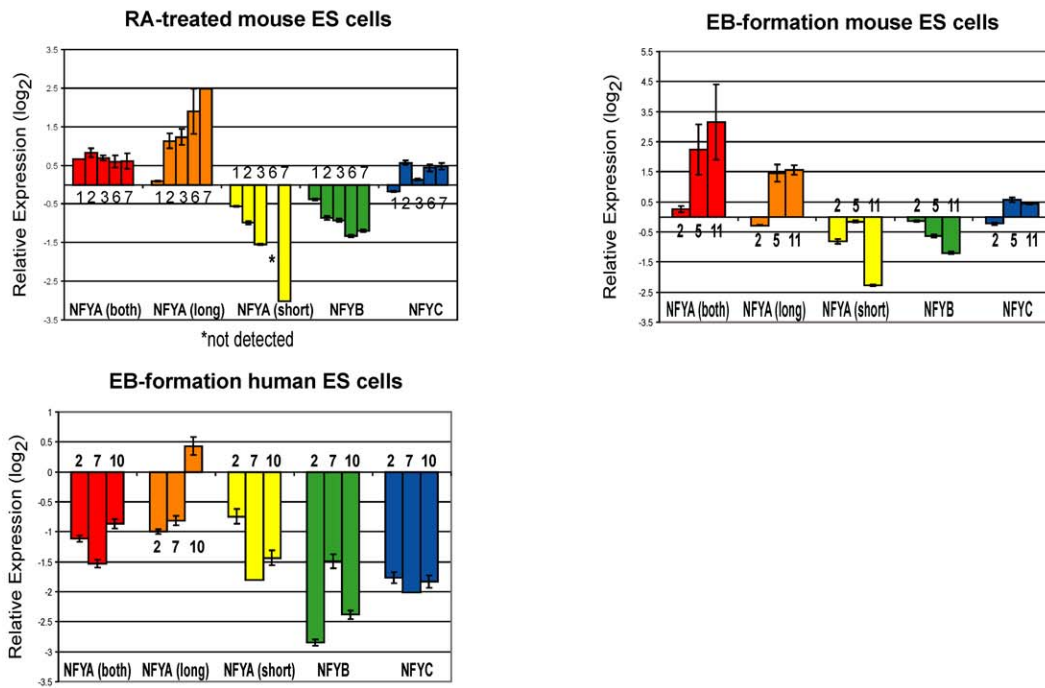 RA-treated mouse ES cells
Relative Expression (log2)
3.5
2.5
1.5
0.5
-0.5
-1.5
-2.5
-3.5
1 2 3 6 7
1 2 3 6 7
1 2 3 6 7
1 2 3 6 7
1 2 3 6 7
*
NFYA (both) NFYA (long) NFYA (short) NFYB NFYC
*not detected
EB-formation mouse ES cells
Relative Expression (log2)
5.5
4.5
3.5
2.5
1.5
0.5
-0.5
-1.5
-2.5
-3.5
2 5 11
2 5 11
2 5 11
2 5 11
2 5 11
NFYA (both) NFYA (long) NFYA (short) NFYB NFYC
EB-formation human ES cells
Relative Expression (log2)
1
0.5
0
-0.5
-1
-1.5
-2
-2.5
-3
-3.5
2 7 10
2 7 10
2 7 10
2 7 10
2 7 10
NFYA (both) NFYA (long) NFYA (short) NFYB NFYC